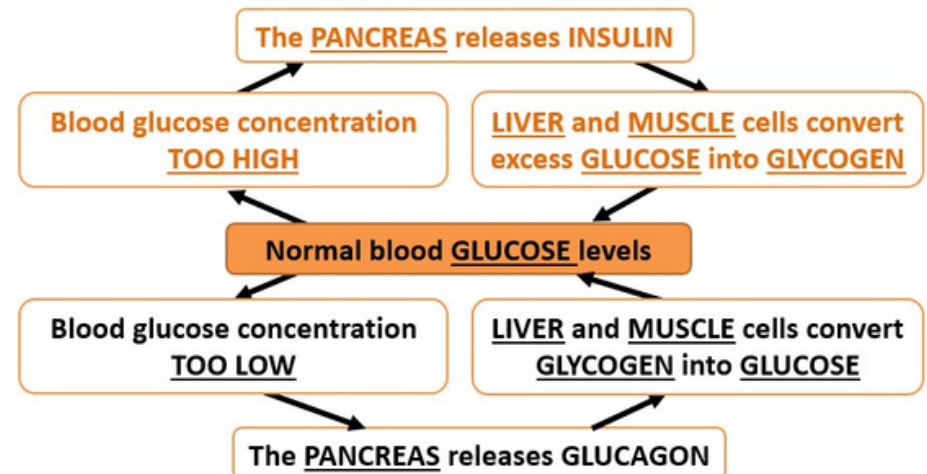 The PANCREAS releases INSULIN
Blood glucose concentration
TOO HIGH
LIVER and MUSCLE cells convert
excess GLUCOSE into GLYCOGEN
Normal blood GLUCOSE levels
Blood glucose concentration
TOO LOW
LIVER and MUSCLE cells convert
GLYCOGEN into GLUCOSE
The PANCREAS releases GLUCAGON